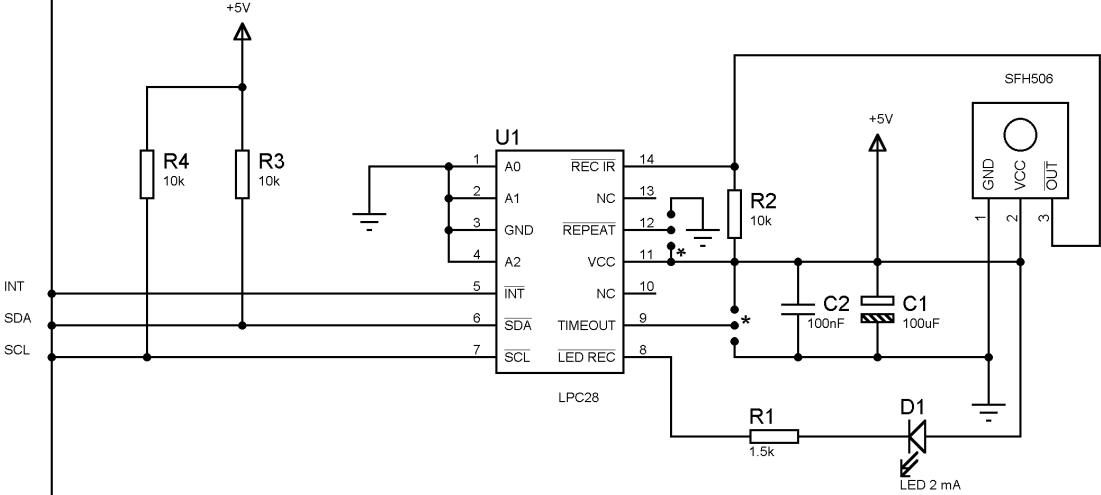 +5V
SFH506
+5V
U1
R4
10k
R3
10k
1
A0
REC IR
14
GND
VCC
OUT
2
A1
NC
13
R2
10k
1
2
3
3
GND
REPEAT
12
*
4
A2
VCC
11
INT
5
INT
NC
10
C2
100nF
C1
100uF
SDA
6
SDA
TIMEOUT
9
*
SCL
7
SCL
LED REC
8
LPC28
R1
1.5k
D1
LED 2 mA